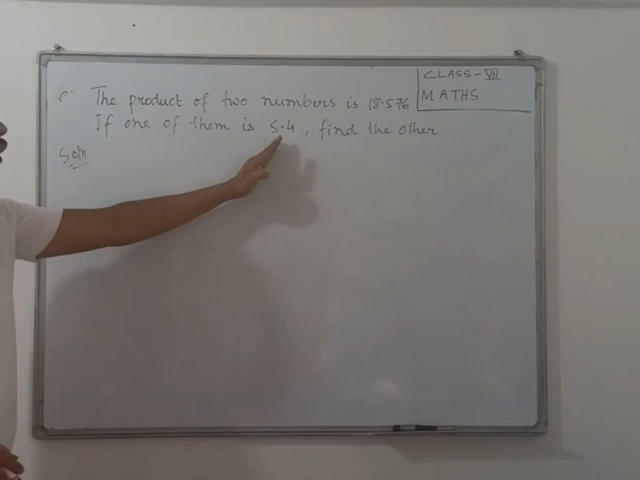 CLASS-VII
MATHS
The product of two numbers is 18.576
If one of them is 5.4, find the other
Soln